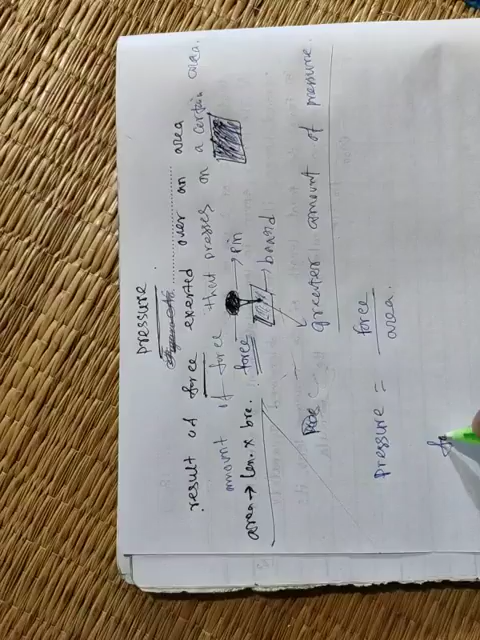 pressure
result of force exerted over an area
amount of force that presses on a certain area.
area → len. x bre.
force → pin
→ board
greater amount of pressure.
pressure = force
area.